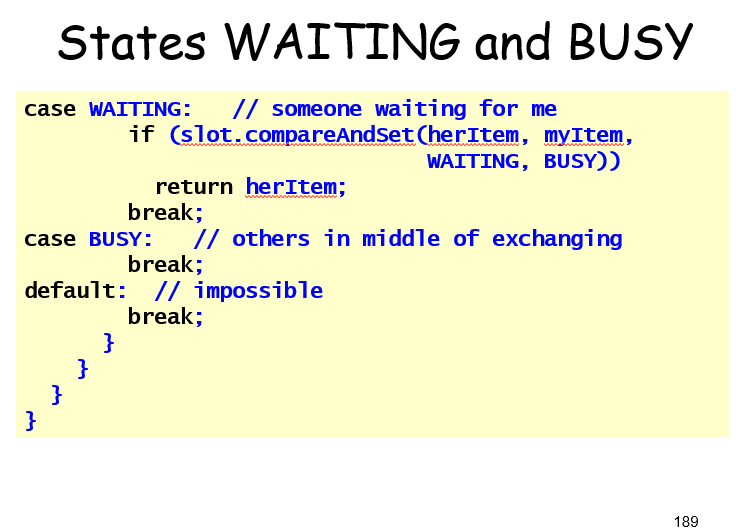 States WAITING and BUSY
case WAITING:   // someone waiting for me
        if (slot.compareAndSet(herItem, myItem,
                               WAITING, BUSY))
          return herItem;
        break;
case BUSY:   // others in middle of exchanging
        break;
default:  // impossible
        break;
      }
    }
  }
}
189